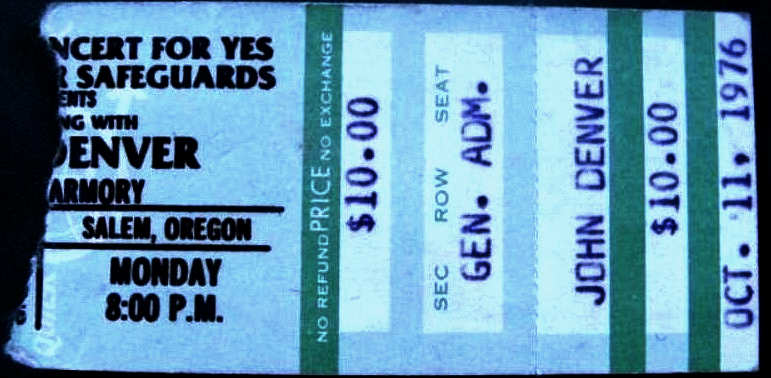 NCERT FOR YES
R SAFEGUARDS
ENTS
NG WITH
DENVER
ARMORY
SALEM, OREGON
MONDAY
8:00 P.M.
NO REFUND PRICE NO EXCHANGE
$10.00
SEC ROW SEAT
GEN. ADM.
JOHN DENVER
$10.00
OCT. 11, 1976